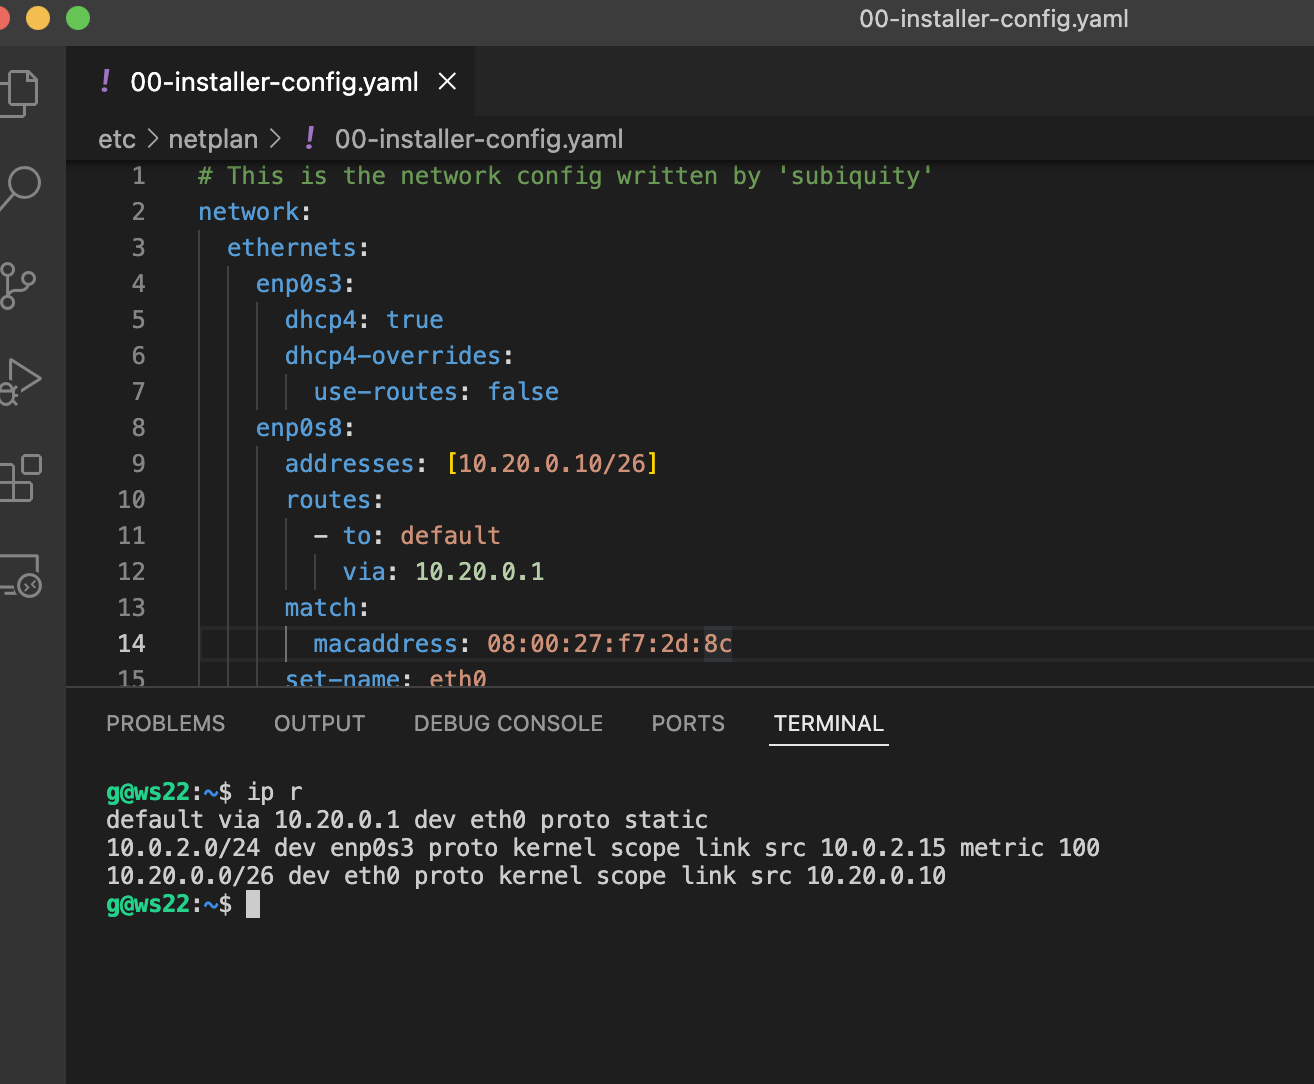 00-installer-config.yaml
! 00-installer-config.yaml ×
etc > netplan > ! 00-installer-config.yaml
1 # This is the network config written by 'subiquity'
2 network:
3   ethernets:
4     enp0s3:
5       dhcp4: true
6       dhcp4-overrides:
7         use-routes: false
8     enp0s8:
9       addresses: [10.20.0.10/26]
10       routes:
11         - to: default
12           via: 10.20.0.1
13       match:
14         macaddress: 08:00:27:f7:2d:8c
15       set-name: eth0
PROBLEMS OUTPUT DEBUG CONSOLE PORTS TERMINAL
g@ws22:~$ ip r
default via 10.20.0.1 dev eth0 proto static
10.0.2.0/24 dev enp0s3 proto kernel scope link src 10.0.2.15 metric 100
10.20.0.0/26 dev eth0 proto kernel scope link src 10.20.0.10
g@ws22:~$